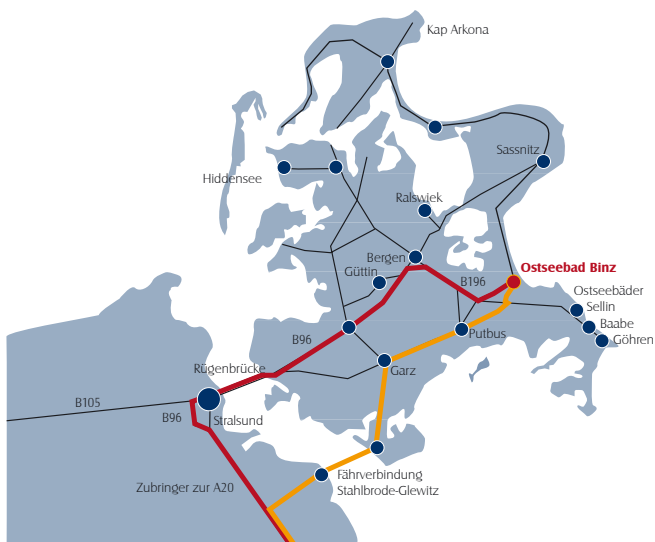 Kap Arkona
Sassnitz
Hiddensee
Ralswiek
Bergen
Ostseebad Binz
Güttin
B196
Ostseebäder
Sellin
Baabe
Göhren
B96
Putbus
Rügenbrücke
Garz
B105
B96
Stralsund
Fährverbindung
Stahlbrode-Glewitz
Zubringer zur A20